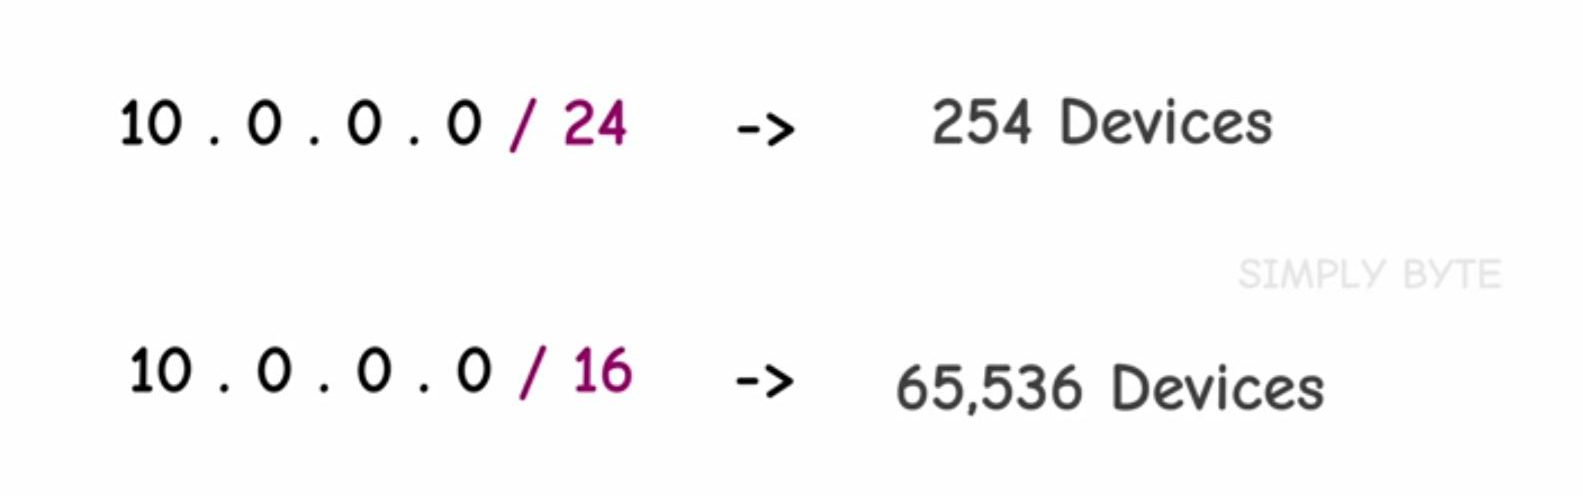 10 . 0 . 0 . 0 / 24 -> 254 Devices
SIMPLY BYTE
10 . 0 . 0 . 0 / 16 -> 65,536 Devices